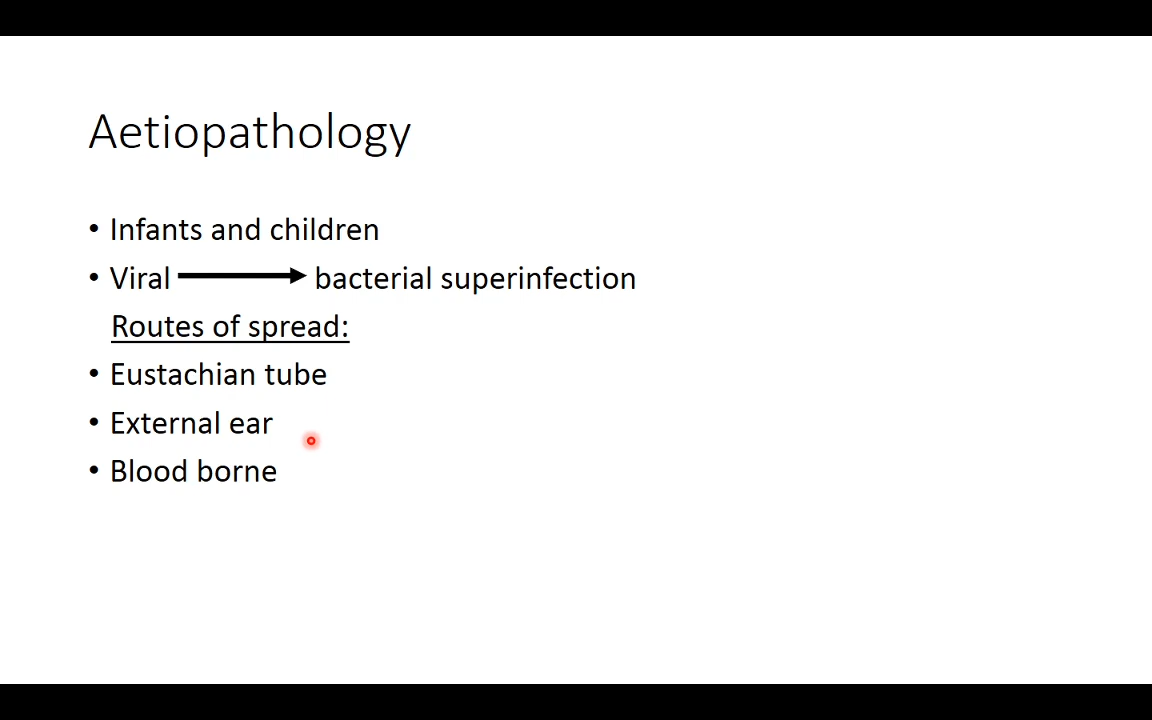 Aetiopathology
• Infants and children
• Viral → bacterial superinfection
Routes of spread:
• Eustachian tube
• External ear
• Blood borne